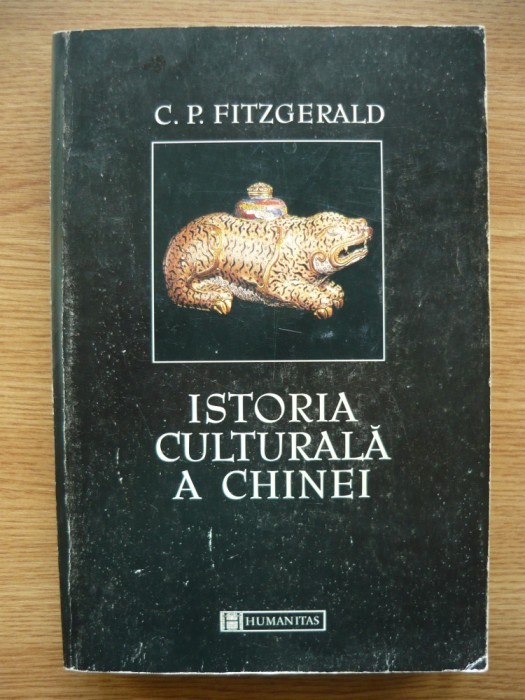 C. P. FITZGERALD
ISTORIA
CULTURALĂ
A CHINEI
H HUMANITAS